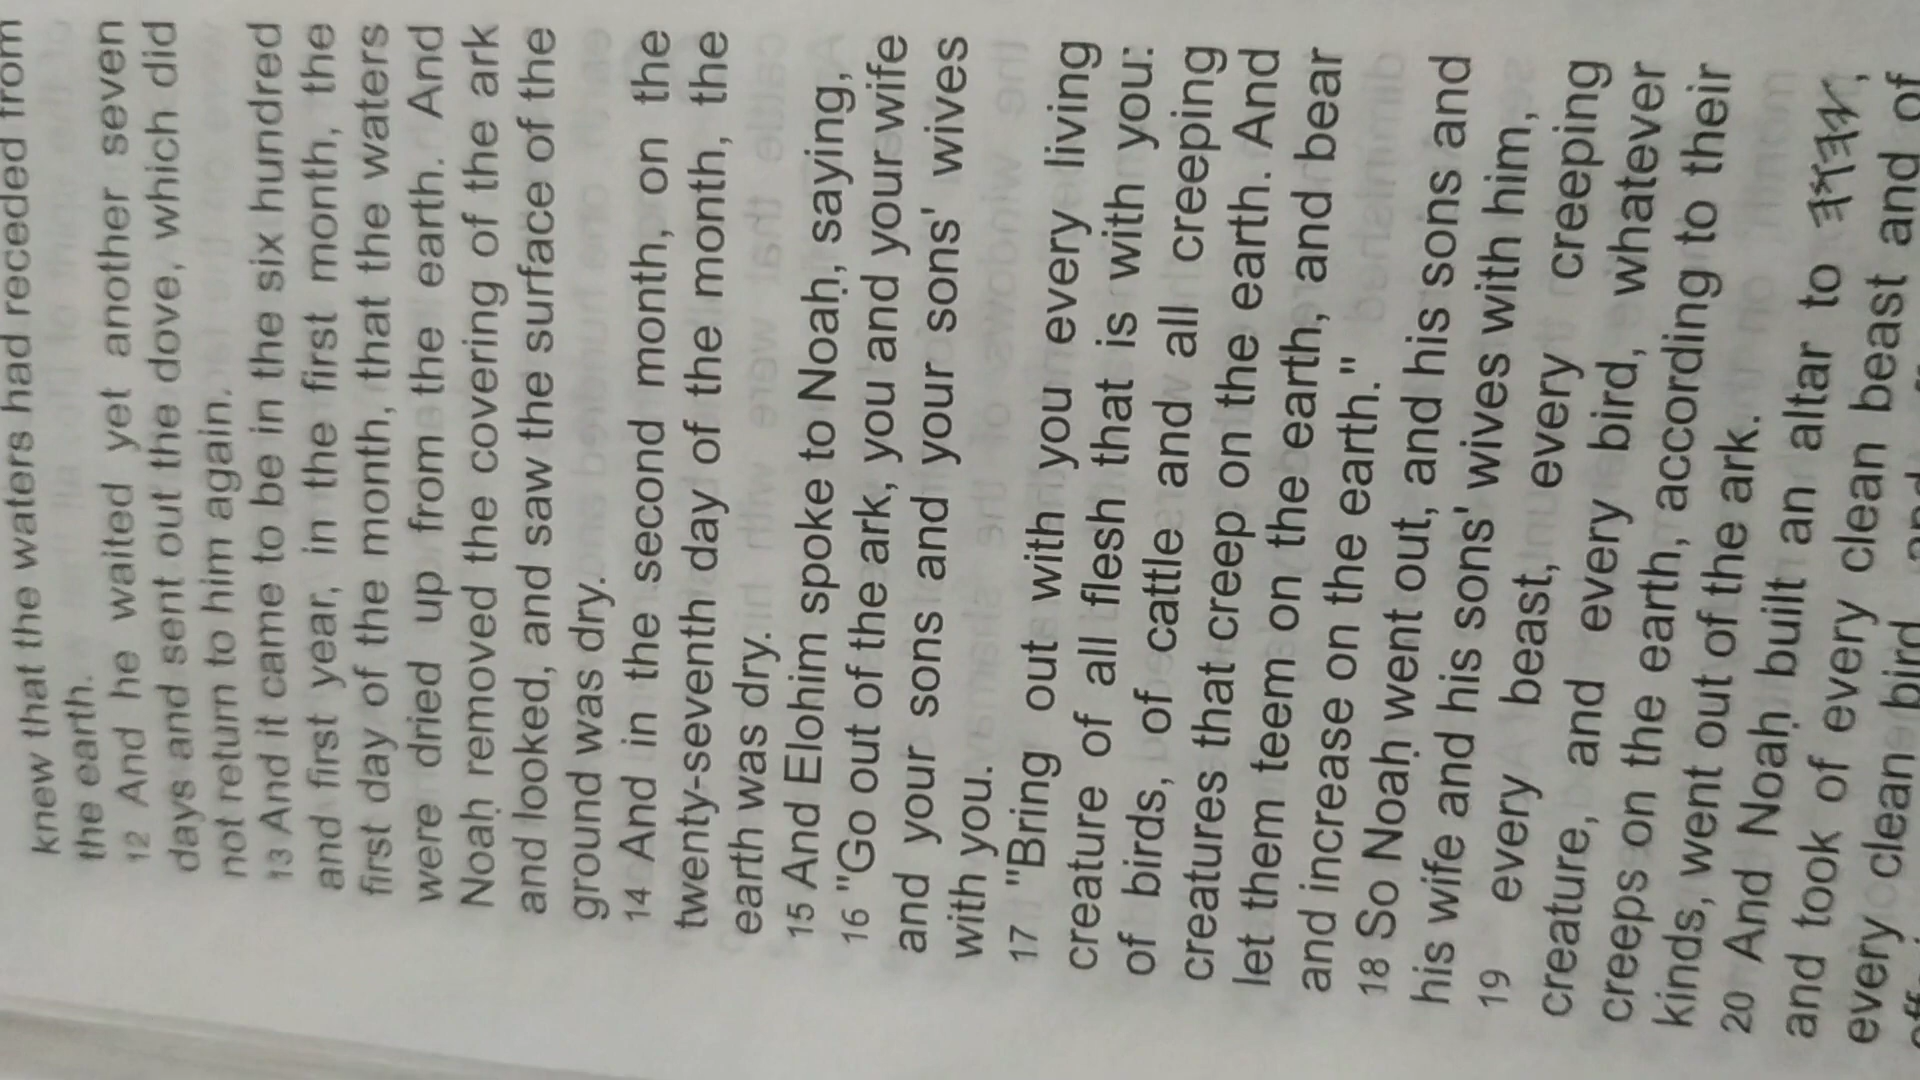 knew that the waters had receded from
the earth.
12 And he waited yet another seven
days and sent out the dove, which did
not return to him again.
13 And it came to be in the six hundred
and first year, in the first month, the
first day of the month, that the waters
were dried up from the earth. And
Noaḥ removed the covering of the ark
and looked, and saw the surface of the
ground was dry.
14 And in the second month, on the
twenty-seventh day of the month, the
earth was dry.
15 And Elohim spoke to Noaḥ, saying,
16 "Go out of the ark, you and your wife
and your sons and your sons' wives
with you.
17 "Bring out with you every living
creature of all flesh that is with you:
of birds, of cattle and all creeping
creatures that creep on the earth. And
let them teem on the earth, and bear
and increase on the earth."
18 So Noaḥ went out, and his sons and
his wife and his sons' wives with him,
19 every beast, every creeping
creature, and every bird, whatever
creeps on the earth, according to their
kinds, went out of the ark.
20 And Noaḥ built an altar to 𐤉𐤄𐤅𐤄,
and took of every clean beast and of
every clean bird, and